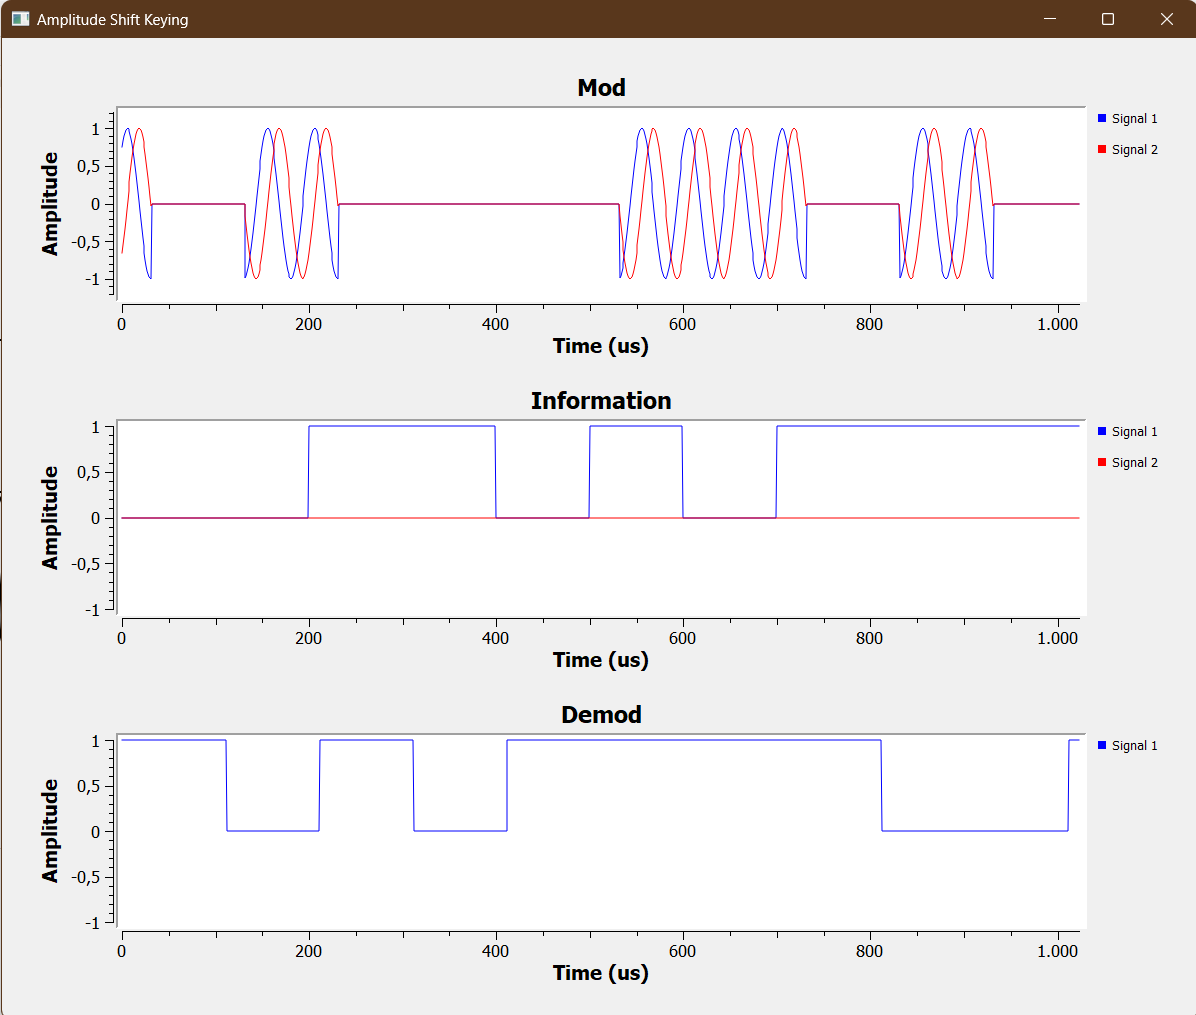 Amplitude Shift Keying
Mod
Signal 1
Signal 2
Amplitude
1
0,5
0
-0,5
-1
0 200 400 600 800 1.000
Time (us)
Information
Signal 1
Signal 2
Amplitude
1
0,5
0
-0,5
-1
0 200 400 600 800 1.000
Time (us)
Demod
Signal 1
Amplitude
1
0,5
0
-0,5
-1
0 200 400 600 800 1.000
Time (us)